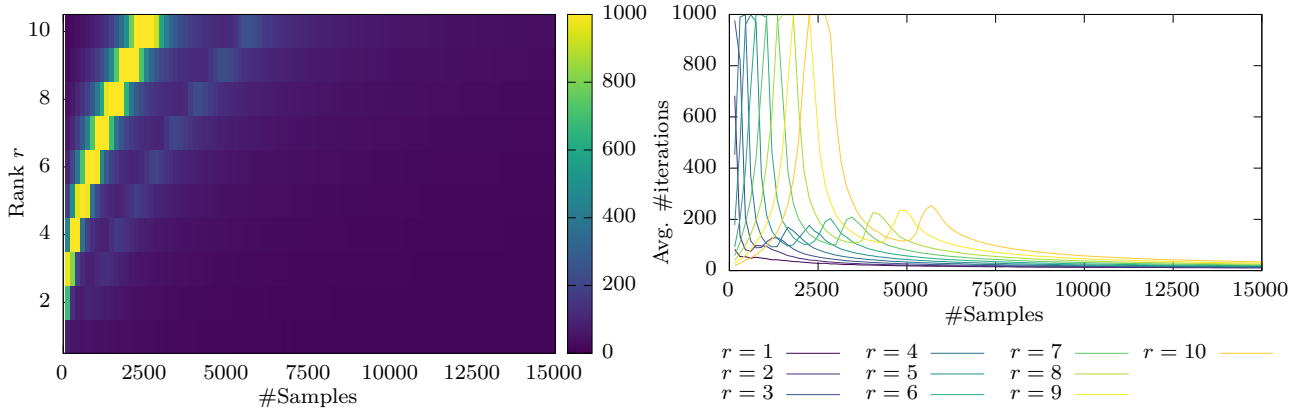 10
8
6
4
2
Rank r
0
2500
5000
7500
10000
12500
15000
#Samples
1000
800
600
400
200
0
1000
800
600
400
200
0
Avg. #iterations
0
2500
5000
7500
10000
12500
15000
#Samples
r = 1
r = 2
r = 3
r = 4
r = 5
r = 6
r = 7
r = 8
r = 9
r = 10